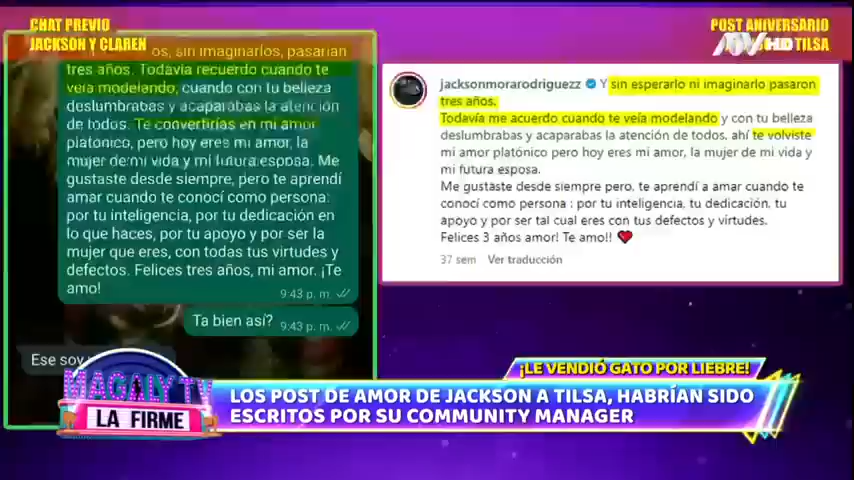 CHAT PREVIO
JACKSON Y CLAREN
os, sin imaginarlos, pasarían
tres años. Todavía recuerdo cuando te
veía modelando, cuando con tu belleza
deslumbrabas y acaparabas la atención
de todos. Te convertirías en mi amor
platónico, pero hoy eres mi amor, la
mujer de mi vida y mi futura esposa. Me
gustaste desde siempre, pero te aprendí
amar cuando te conocí como persona:
por tu inteligencia, por tu dedicación en
lo que haces, por tu apoyo y por ser la
mujer que eres, con todas tus virtudes y
defectos. Felices tres años, mi amor. ¡Te
amo!
9:43 p. m.
Ta bien así?
9:43 p. m.
Ese soy
POST ANIVERSARIO
TILSA
ATV HD
jacksonmorarodriguezz Y sin esperarlo ni imaginarlo pasaron
tres años.
Todavía me acuerdo cuando te veía modelando y con tu belleza
deslumbrabas y acaparabas la atención de todos. ahí te volviste
mi amor platónico pero hoy eres mi amor, la mujer de mi vida y
mi futura esposa.
Me gustaste desde siempre pero, te aprendí a amar cuando te
conocí como persona : por tu inteligencia, tu dedicación, tu
apoyo y por ser tal cual eres con tus defectos y virtudes.
Felices 3 años amor! Te amo!! ❤
37 sem Ver traducción
¡LE VENDIÓ GATO POR LIEBRE!
MAGALY TV
LA FIRME
LOS POST DE AMOR DE JACKSON A TILSA, HABRÍAN SIDO
ESCRITOS POR SU COMMUNITY MANAGER